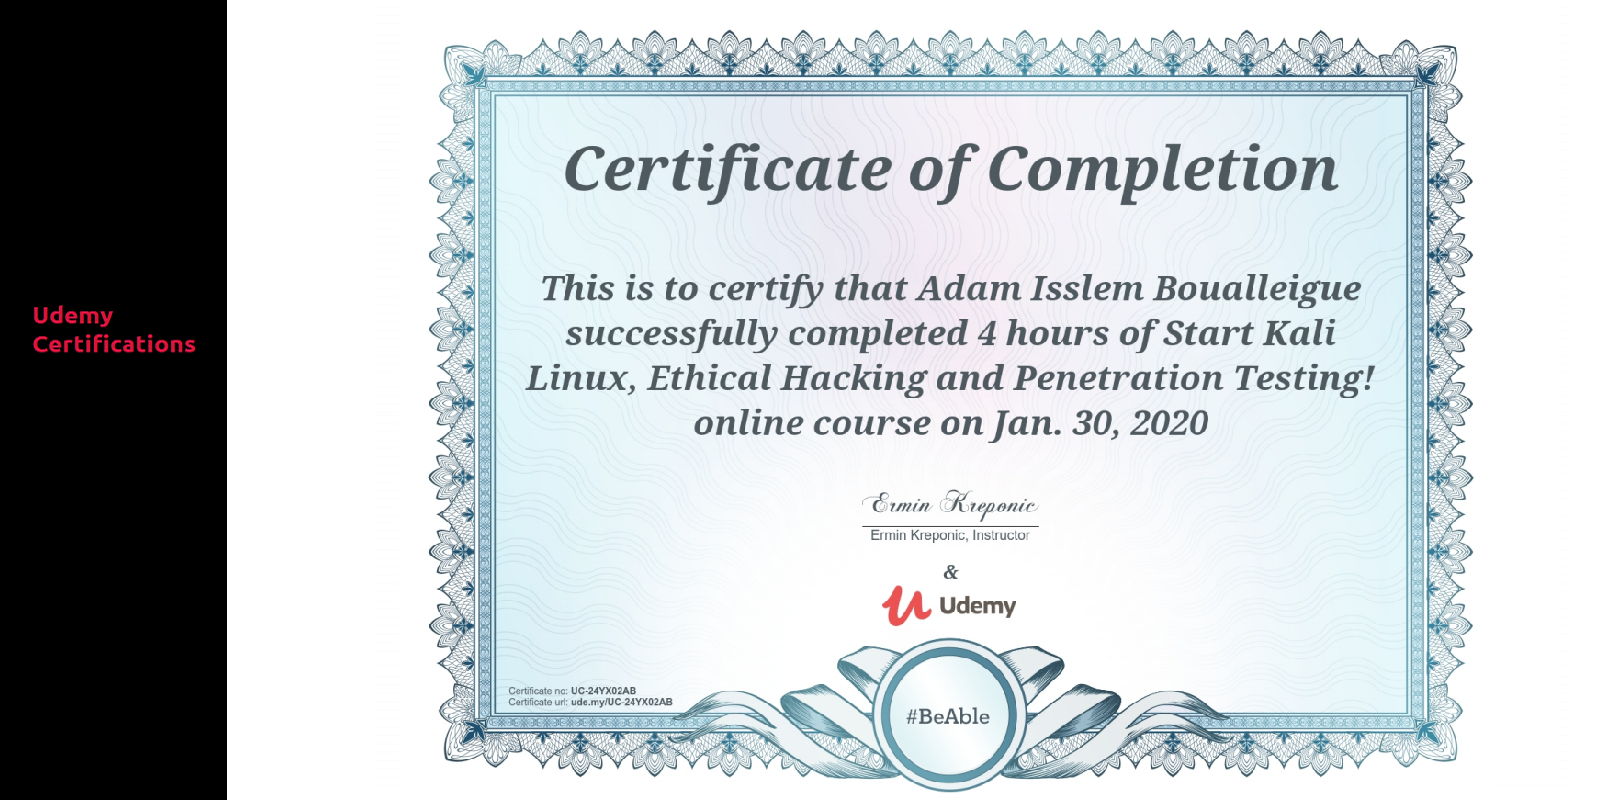 Udemy
Certifications
Certificate of Completion
This is to certify that Adam Isslem Boualleigue
successfully completed 4 hours of Start Kali
Linux, Ethical Hacking and Penetration Testing!
online course on Jan. 30, 2020
Ermin Kreponic
Ermin Kreponic, Instructor
&
Udemy
Certificate no: UC-24YX02AB
Certificate url: ude.my/UC-24YX02AB
#BeAble